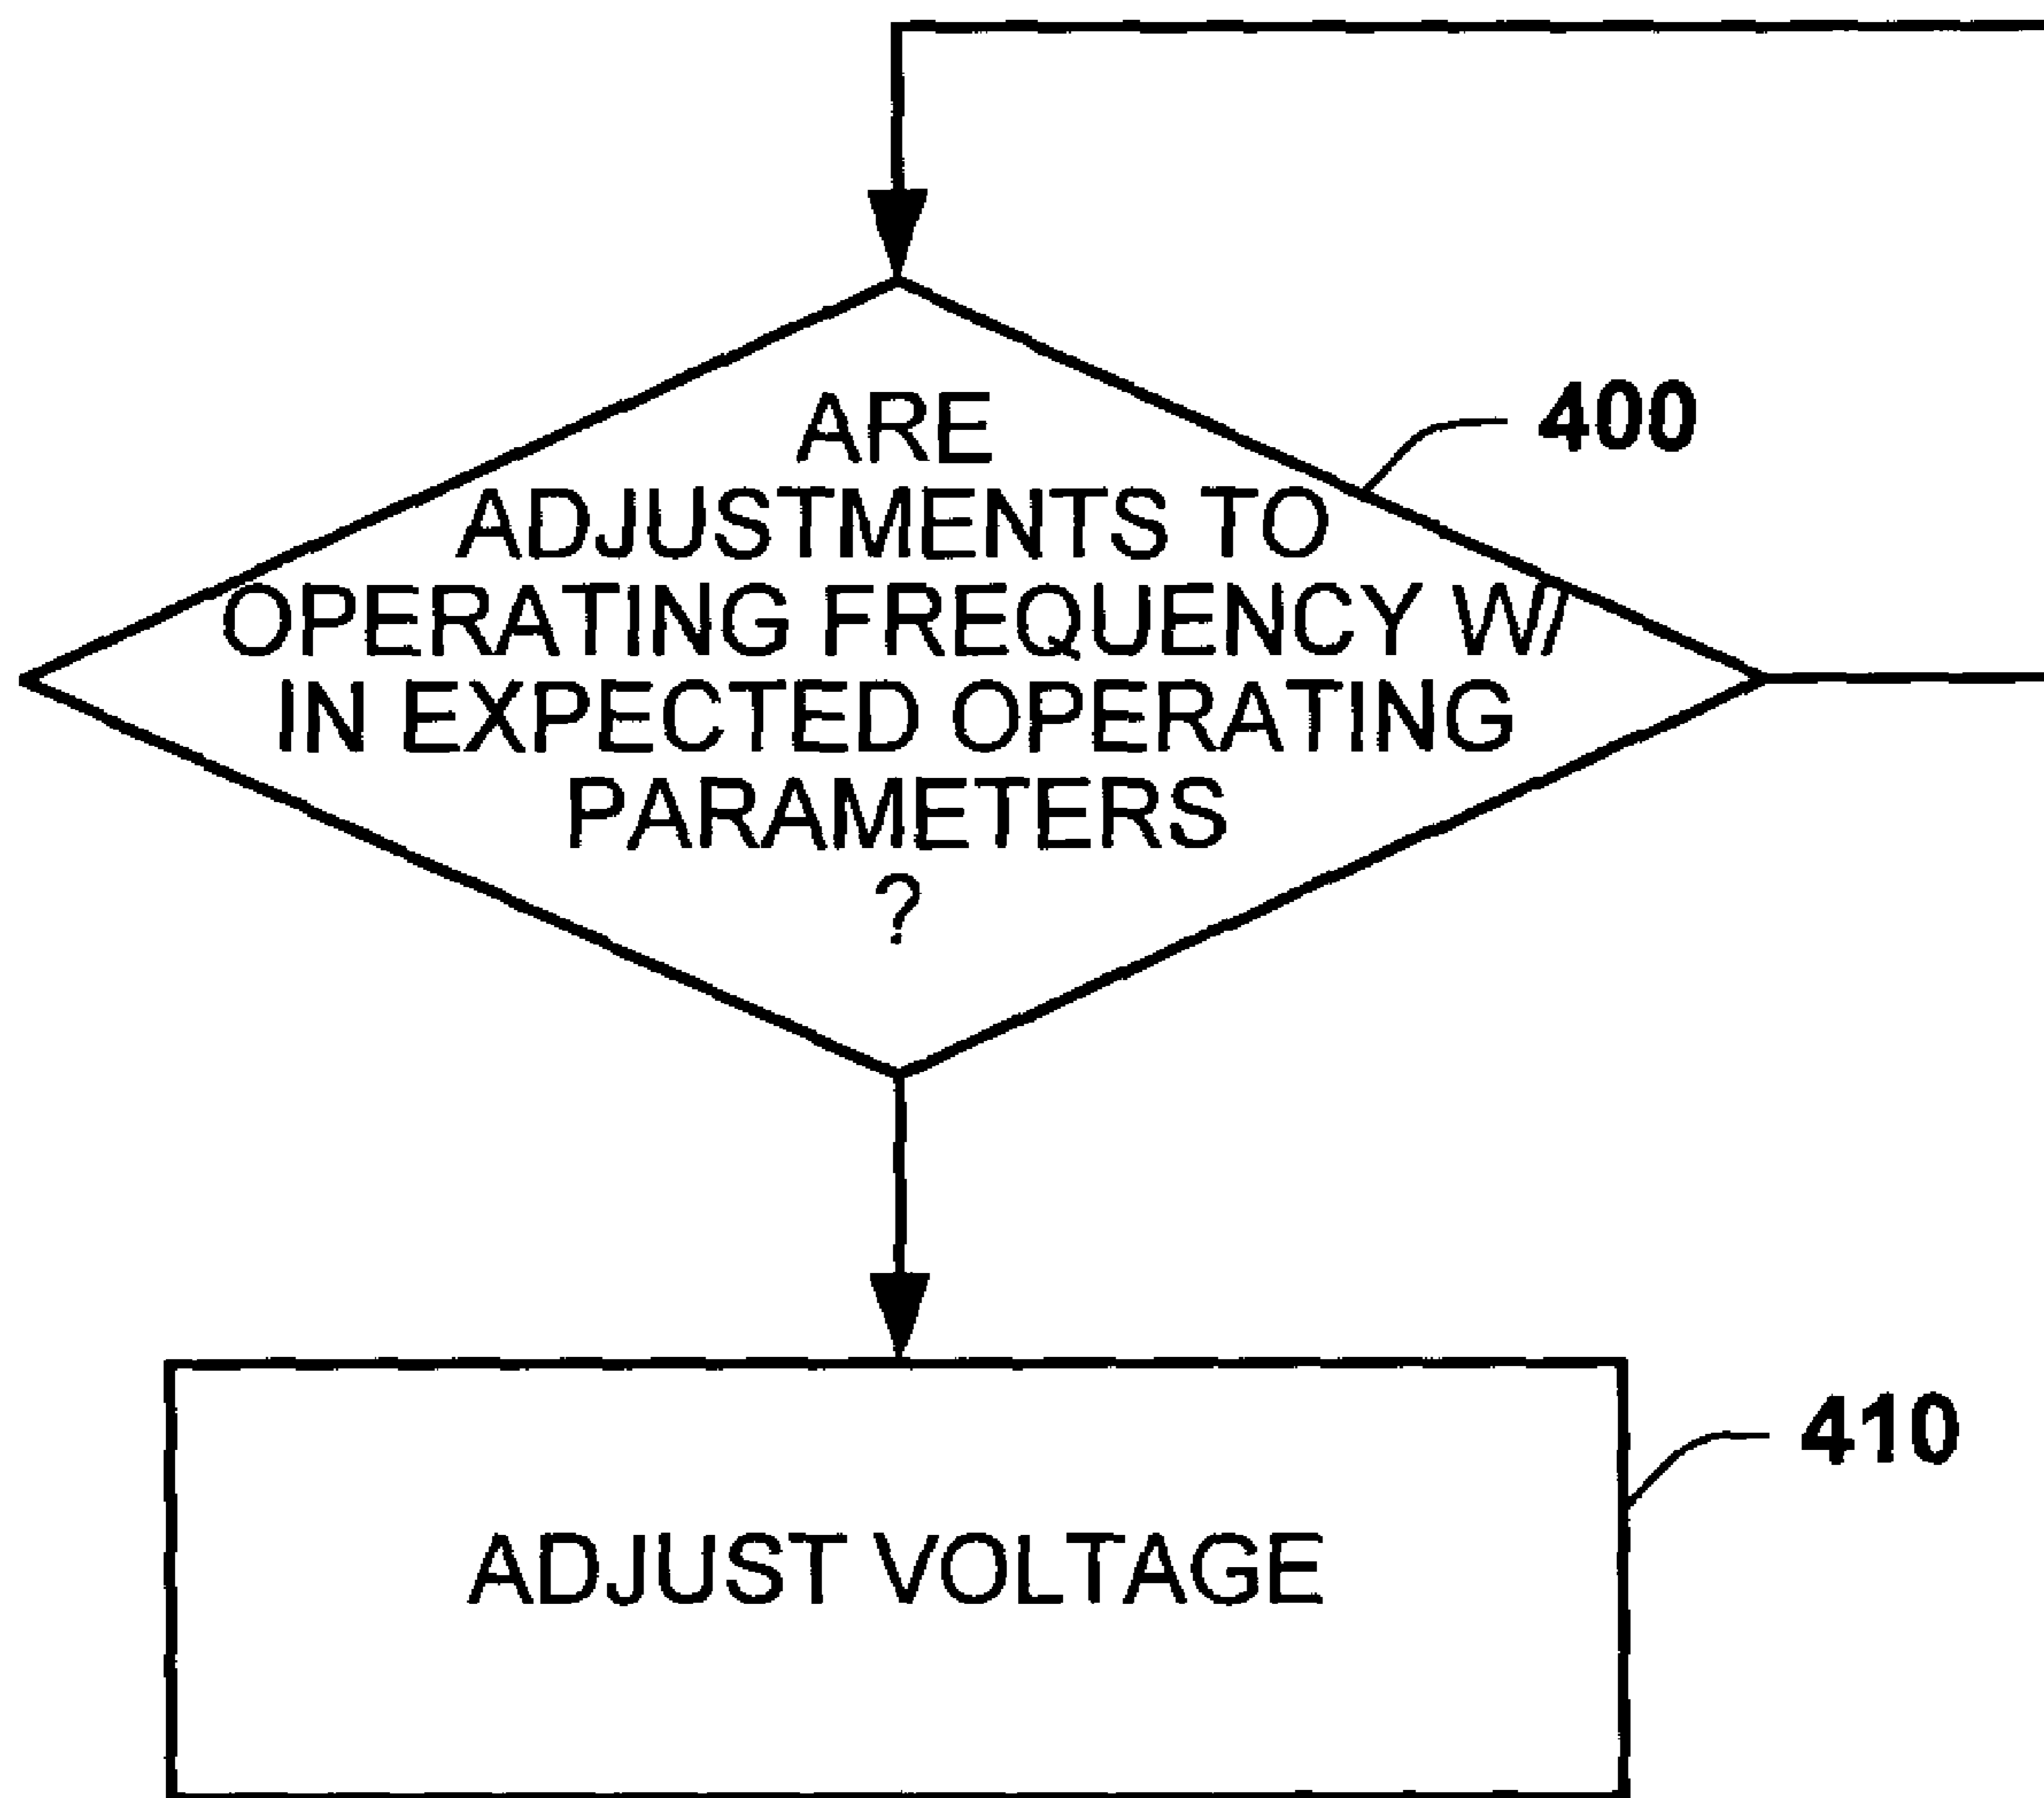 ARE
ADJUSTMENTS TO
OPERATING FREQUENCY W/
IN EXPECTED OPERATING
PARAMETERS
?
400
ADJUST VOLTAGE
410